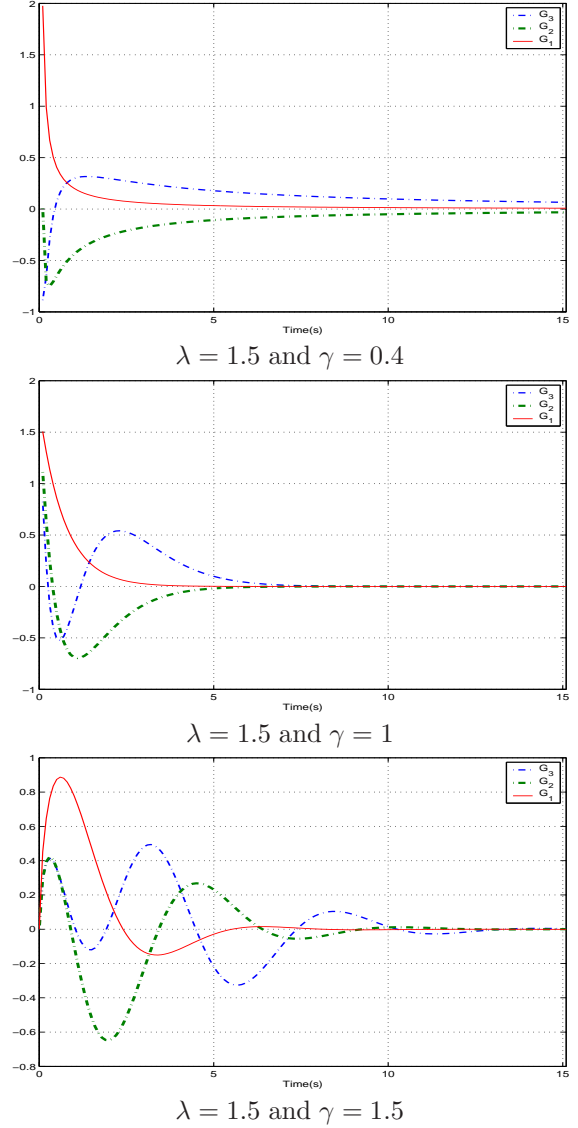 2
1.5
1
0.5
0
−0.5
−1
0
5
10
15
Time(s)
G3
G2
G1
λ = 1.5 and γ = 0.4
2
1.5
1
0.5
0
−0.5
−1
0
5
10
15
Time(s)
G3
G2
G1
λ = 1.5 and γ = 1
1
0.8
0.6
0.4
0.2
0
−0.2
−0.4
−0.6
−0.8
0
5
10
15
Time(s)
G3
G2
G1
λ = 1.5 and γ = 1.5